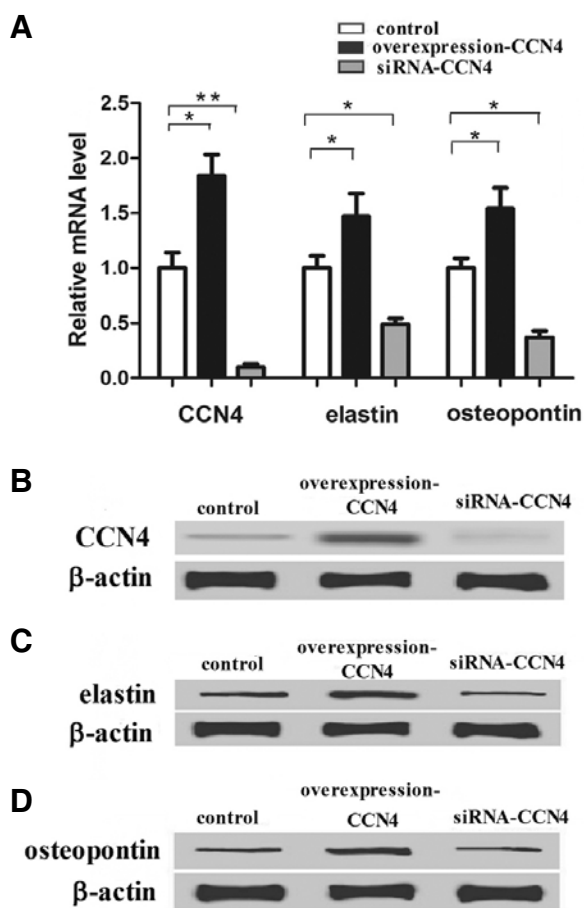 A
control
overexpression-CCN4
siRNA-CCN4
** * * * * *
Relative mRNA level
2.5
2.0
1.5
1.0
0.5
0.0
CCN4 elastin osteopontin
B
control overexpression-CCN4 siRNA-CCN4
CCN4
β-actin
C
control overexpression-CCN4 siRNA-CCN4
elastin
β-actin
D
control overexpression-CCN4 siRNA-CCN4
osteopontin
β-actin